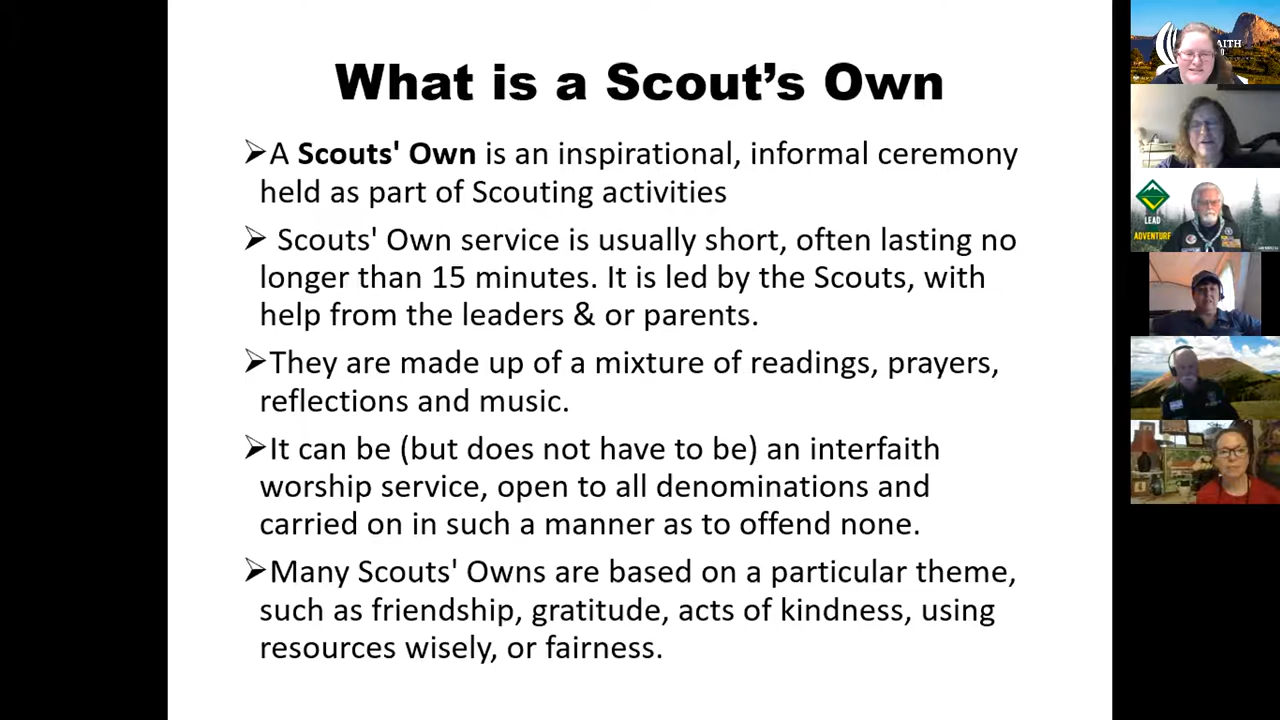 What is a Scout’s Own
➢A Scouts' Own is an inspirational, informal ceremony
held as part of Scouting activities
➢ Scouts' Own service is usually short, often lasting no
longer than 15 minutes. It is led by the Scouts, with
help from the leaders & or parents.
➢They are made up of a mixture of readings, prayers,
reflections and music.
➢It can be (but does not have to be) an interfaith
worship service, open to all denominations and
carried on in such a manner as to offend none.
➢Many Scouts' Owns are based on a particular theme,
such as friendship, gratitude, acts of kindness, using
resources wisely, or fairness.
LEAD
ADVENTURE